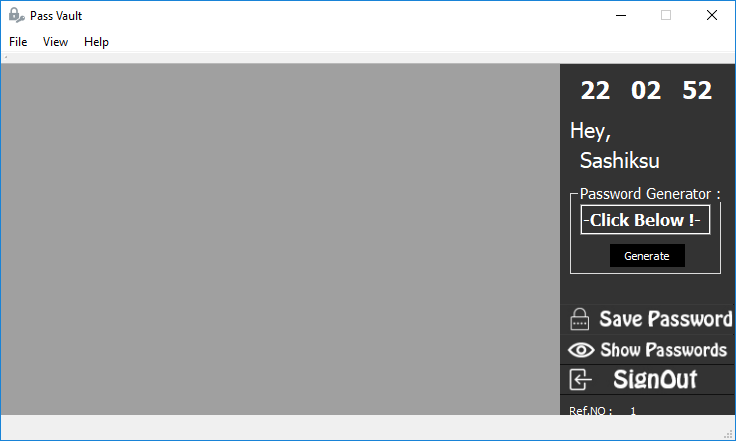 Pass Vault
File View Help
22 02 52
Hey,
Sashiksu
Password Generator :
-Click Below !-
Generate
Save Password
Show Passwords
SignOut
Ref.NO : 1